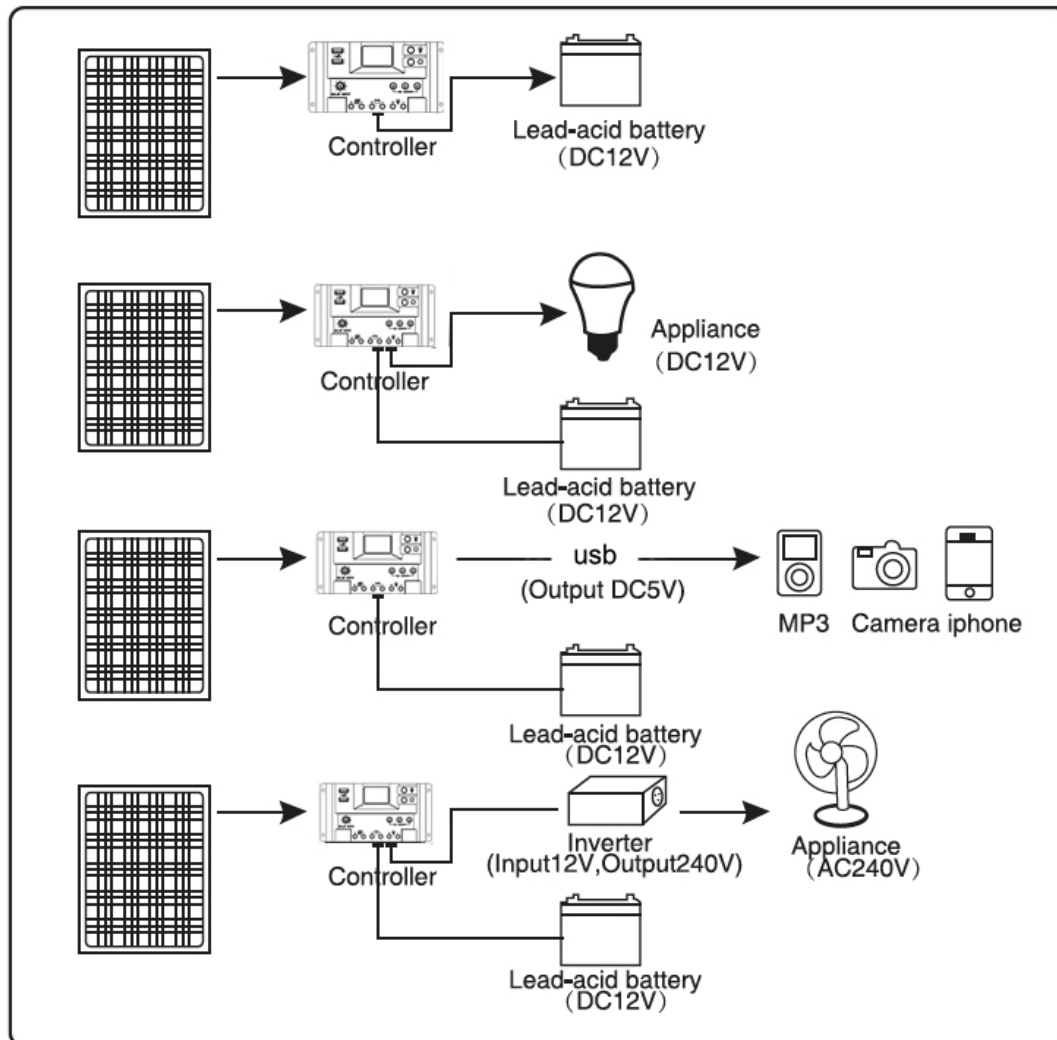 Controller
Lead-acid battery
（DC12V）
Controller
Appliance
（DC12V）
Lead-acid battery
（DC12V）
Controller
usb
(Output DC5V)
MP3 Camera iphone
Lead-acid battery
（DC12V）
Controller
Inverter
(Input12V,Output240V)
Appliance
（AC240V）
Lead-acid battery
（DC12V）